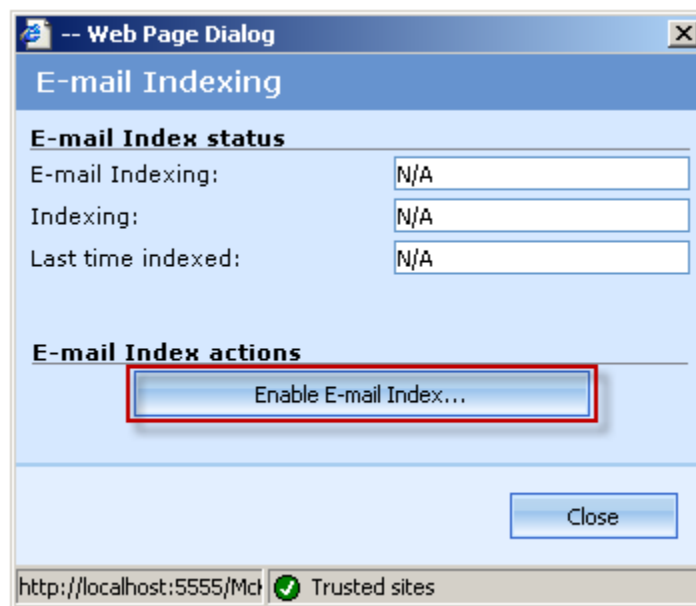 -- Web Page Dialog
E-mail Indexing
E-mail Index status
E-mail Indexing: N/A
Indexing: N/A
Last time indexed: N/A
E-mail Index actions
Enable E-mail Index...
Close
http://localhost:5555/Mc Trusted sites